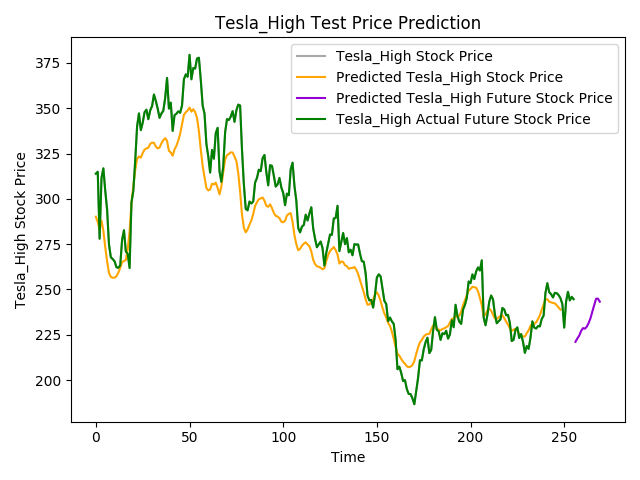 Tesla_High Test Price Prediction
Tesla_High Stock Price
Predicted Tesla_High Stock Price
Predicted Tesla_High Future Stock Price
Tesla_High Actual Future Stock Price
Tesla_High Stock Price
375
350
325
300
275
250
225
200
0 50 100 150 200 250
Time